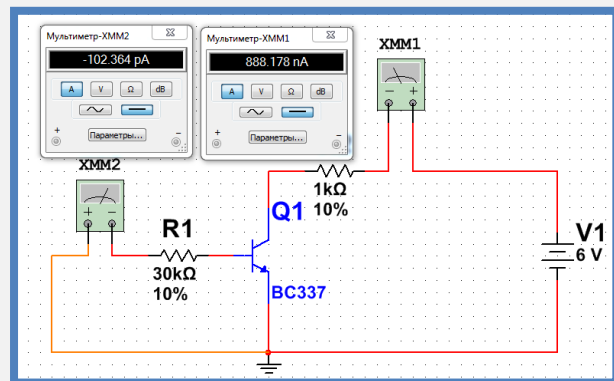 Мультиметр-XMM2
-102.364 pA
A V Ω dB
+ Параметры... -
Мультиметр-XMM1
888.178 nA
A V Ω dB
+ Параметры... -
XMM1
- +
XMM2
+ -
R1
30kΩ
10%
Q1
BC337
1kΩ
10%
V1
6 V